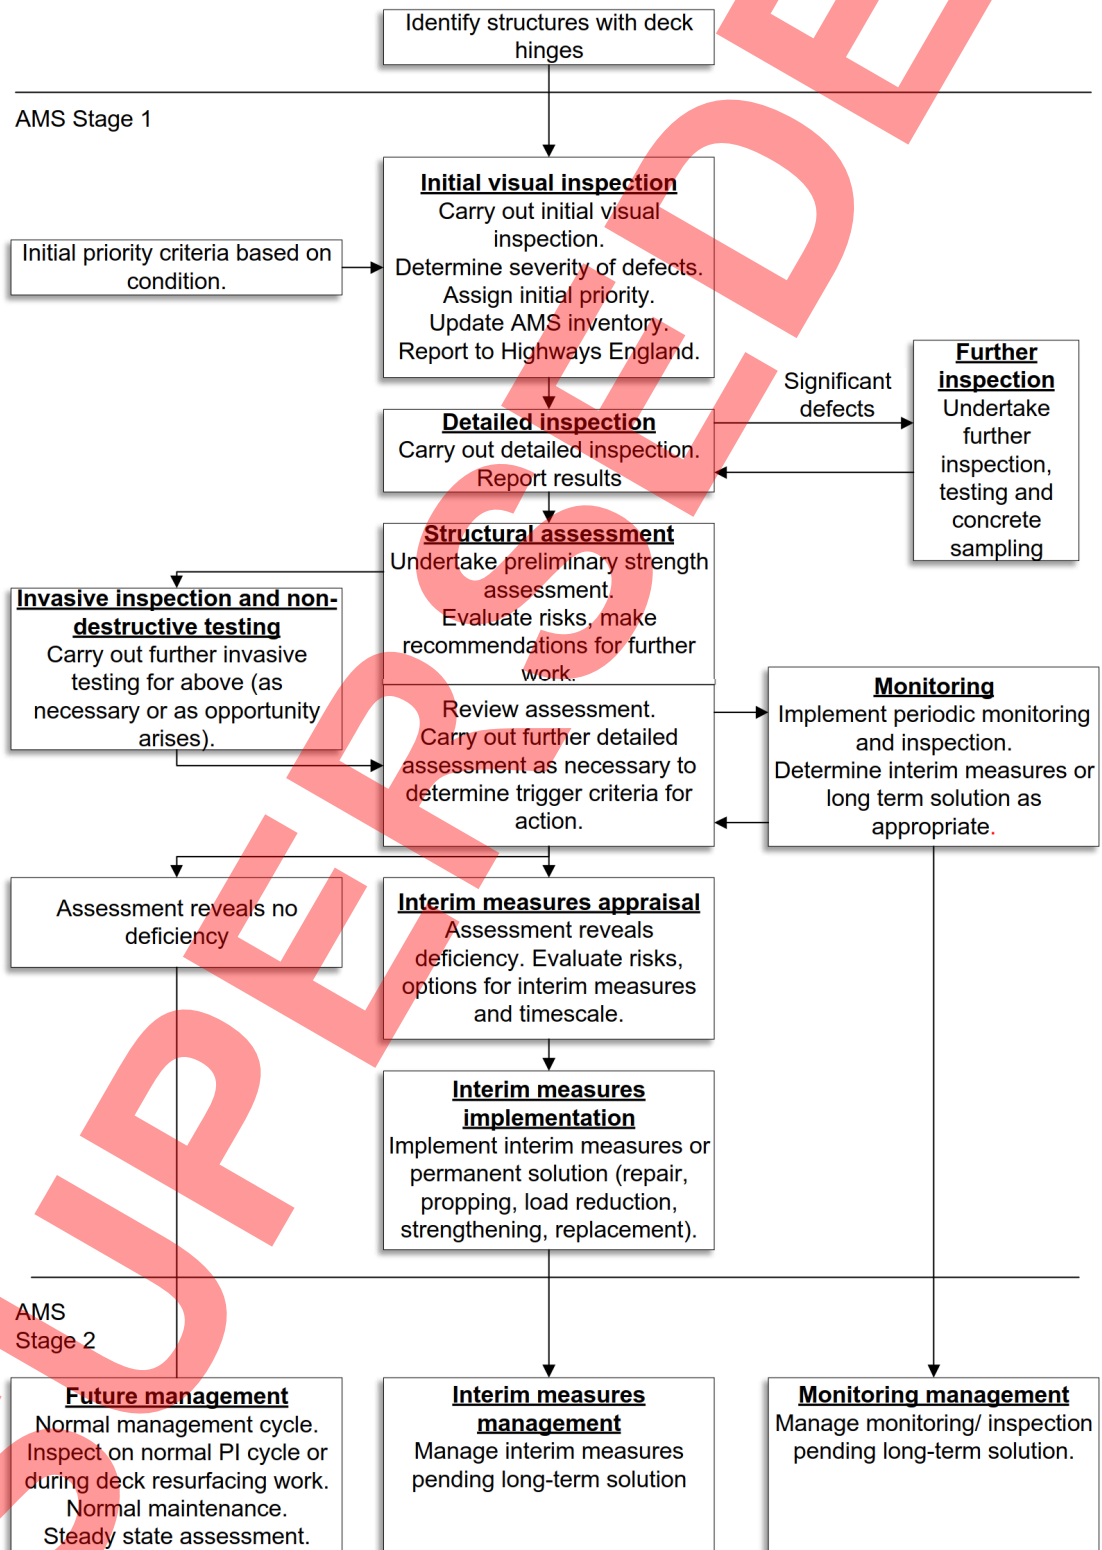 Identify structures with deck
hinges
AMS Stage 1
Initial visual inspection
Carry out initial visual
inspection.
Determine severity of defects.
Assign initial priority.
Update AMS inventory.
Report to Highways England.
Initial priority criteria based on
condition.
Significant
defects
Further
inspection
Undertake
further
inspection,
testing and
concrete
sampling
Detailed inspection
Carry out detailed inspection.
Report results
Structural assessment
Undertake preliminary strength
assessment.
Evaluate risks, make
recommendations for further
work.
Invasive inspection and non-
destructive testing
Carry out further invasive
testing for above (as
necessary or as opportunity
arises).
Review assessment.
Carry out further detailed
assessment as necessary to
determine trigger criteria for
action.
Monitoring
Implement periodic monitoring
and inspection.
Determine interim measures or
long term solution as
appropriate.
Assessment reveals no
deficiency
Interim measures appraisal
Assessment reveals
deficiency. Evaluate risks,
options for interim measures
and timescale.
Interim measures
implementation
Implement interim measures or
permanent solution (repair,
propping, load reduction,
strengthening, replacement).
AMS
Stage 2
Future management
Normal management cycle.
Inspect on normal PI cycle or
during deck resurfacing work.
Normal maintenance.
Steady state assessment.
Interim measures
management
Manage interim measures
pending long-term solution
Monitoring management
Manage monitoring/ inspection
pending long-term solution.
SUPERSEDE